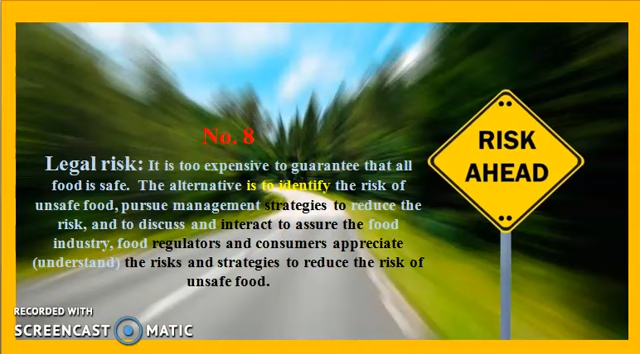 No. 8
Legal risk: It is too expensive to guarantee that all
food is safe. The alternative is to identify the risk of
unsafe food, pursue management strategies to reduce the
risk, and to discuss and interact to assure the food
industry, food regulators and consumers appreciate
(understand) the risks and strategies to reduce the risk of
unsafe food.
RISK
AHEAD
RECORDED WITH
SCREENCAST MATIC